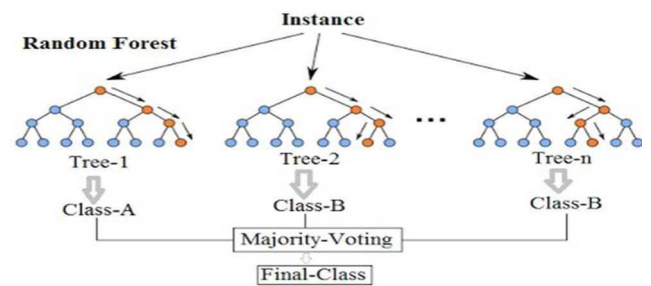 Instance
Random Forest
...
Tree-1 Tree-2 Tree-n
Class-A Class-B Class-B
Majority-Voting
Final-Class